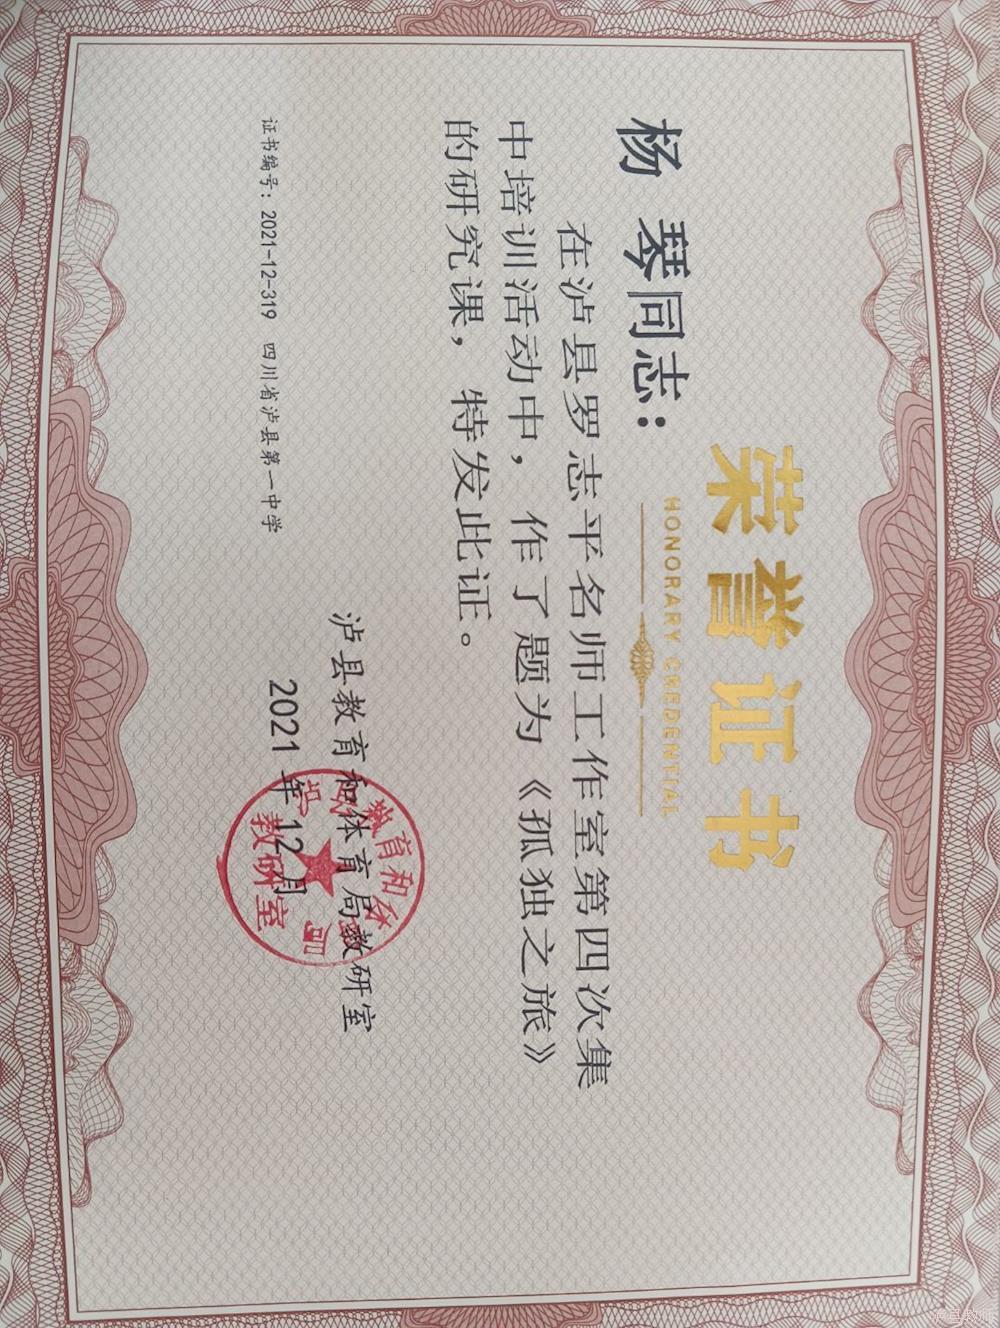 荣誉证书
HONORARY CREDENTIAL
杨 琴同志：
在泸县罗志平名师工作室第四次集
中培训活动中，作了题为《孤独之旅》
的研究课，特发此证。
泸县教育和体育局教研室
2021年12月
证书编号：2021-12-319 四川省泸县第一中学
教研室